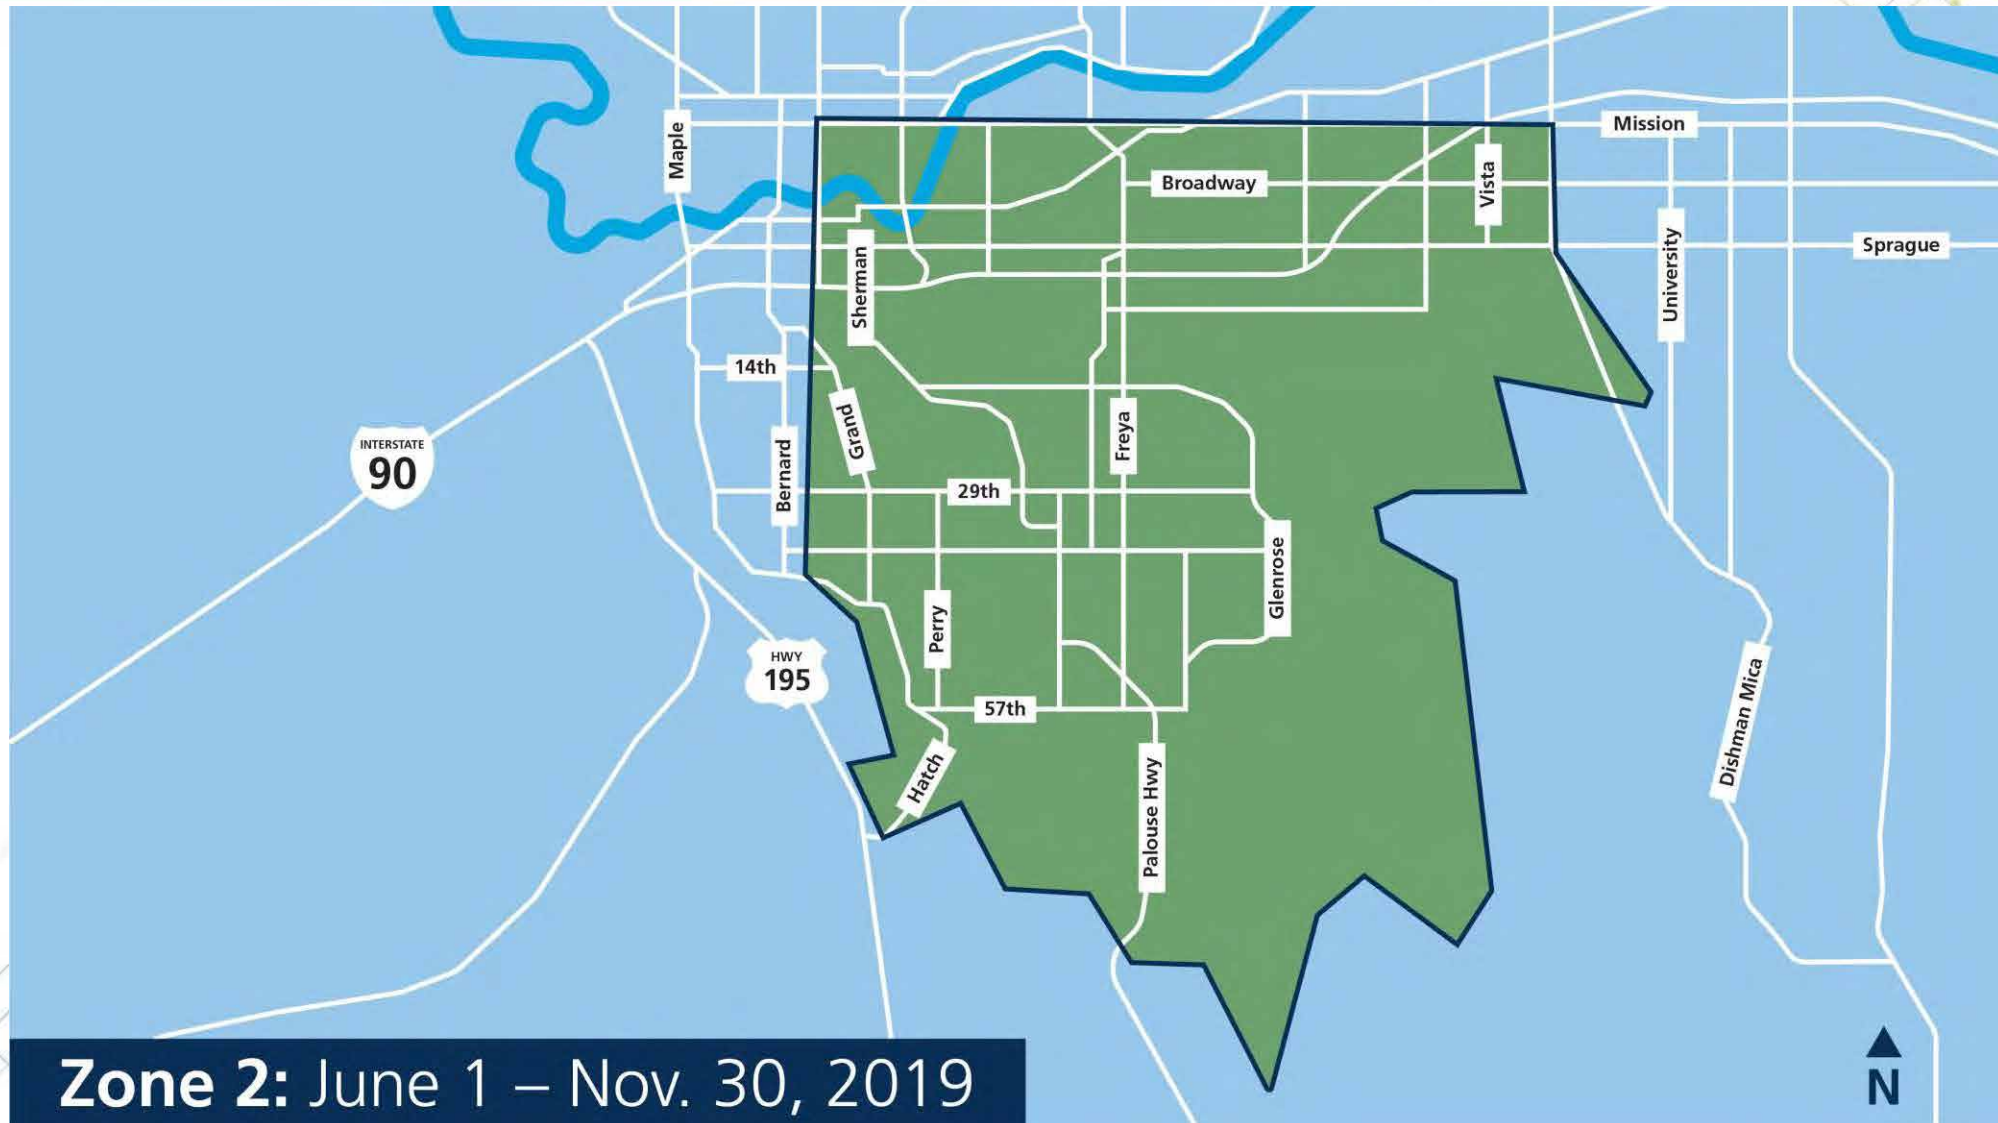 Maple
Mission
Broadway
Vista
University
Sprague
Sherman
14th
Grand
Freya
INTERSTATE
90
Bernard
29th
Glenrose
Perry
HWY
195
57th
Dishman Mica
Hatch
Palouse Hwy
N
Zone 2: June 1 – Nov. 30, 2019